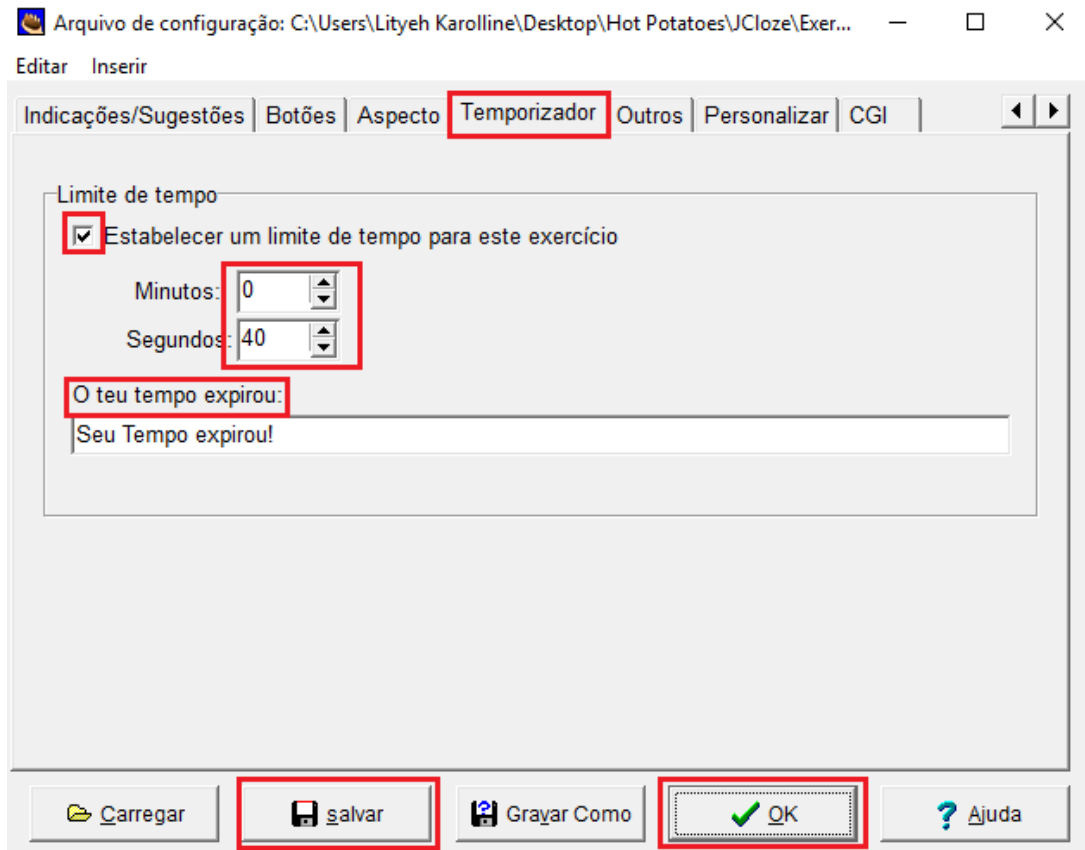 Arquivo de configuração: C:\Users\Lityeh Karolline\Desktop\Hot Potatoes\JCloze\Exer...
Editar Inserir
Indicações/Sugestões Botões Aspecto Temporizador Outros Personalizar CGI
Limite de tempo
Estabelecer um limite de tempo para este exercício
Minutos: 0
Segundos: 40
O teu tempo expirou:
Seu Tempo expirou!
Carregar salvar Gravar Como OK Ajuda